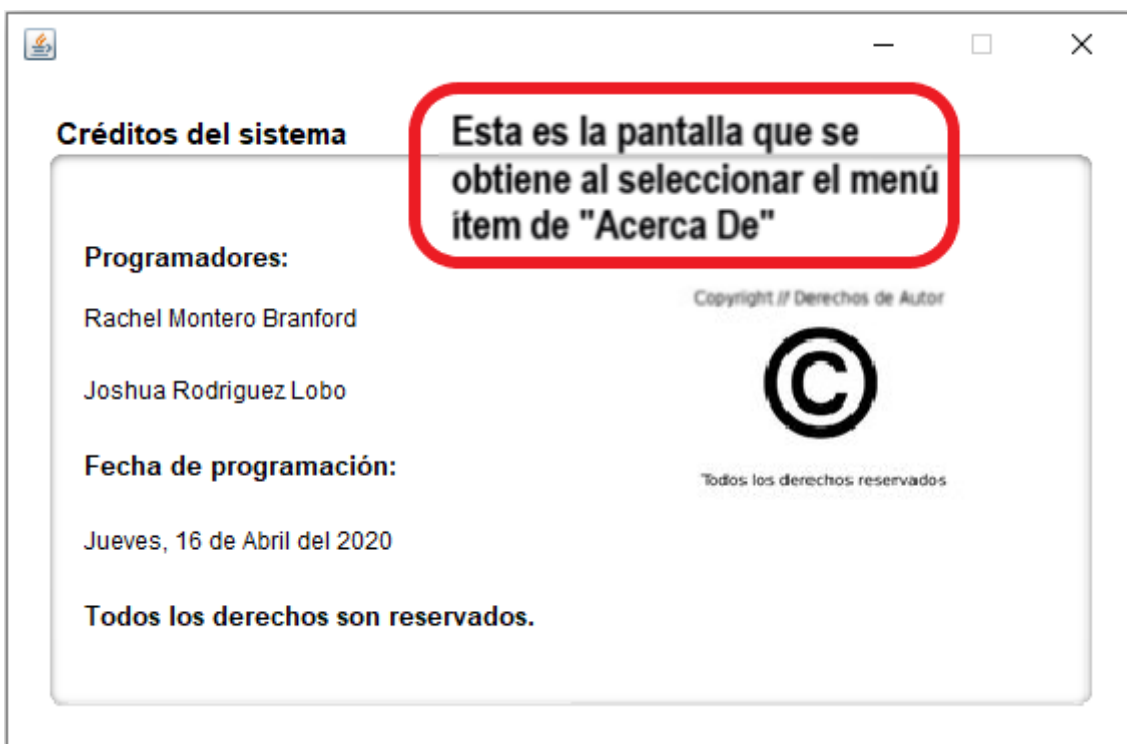 Créditos del sistema
Esta es la pantalla que se
obtiene al seleccionar el menú
ítem de "Acerca De"
Programadores:
Rachel Montero Branford
Joshua Rodriguez Lobo
Fecha de programación:
Jueves, 16 de Abril del 2020
Todos los derechos son reservados.
Copyright // Derechos de Autor
©
Todos los derechos reservados